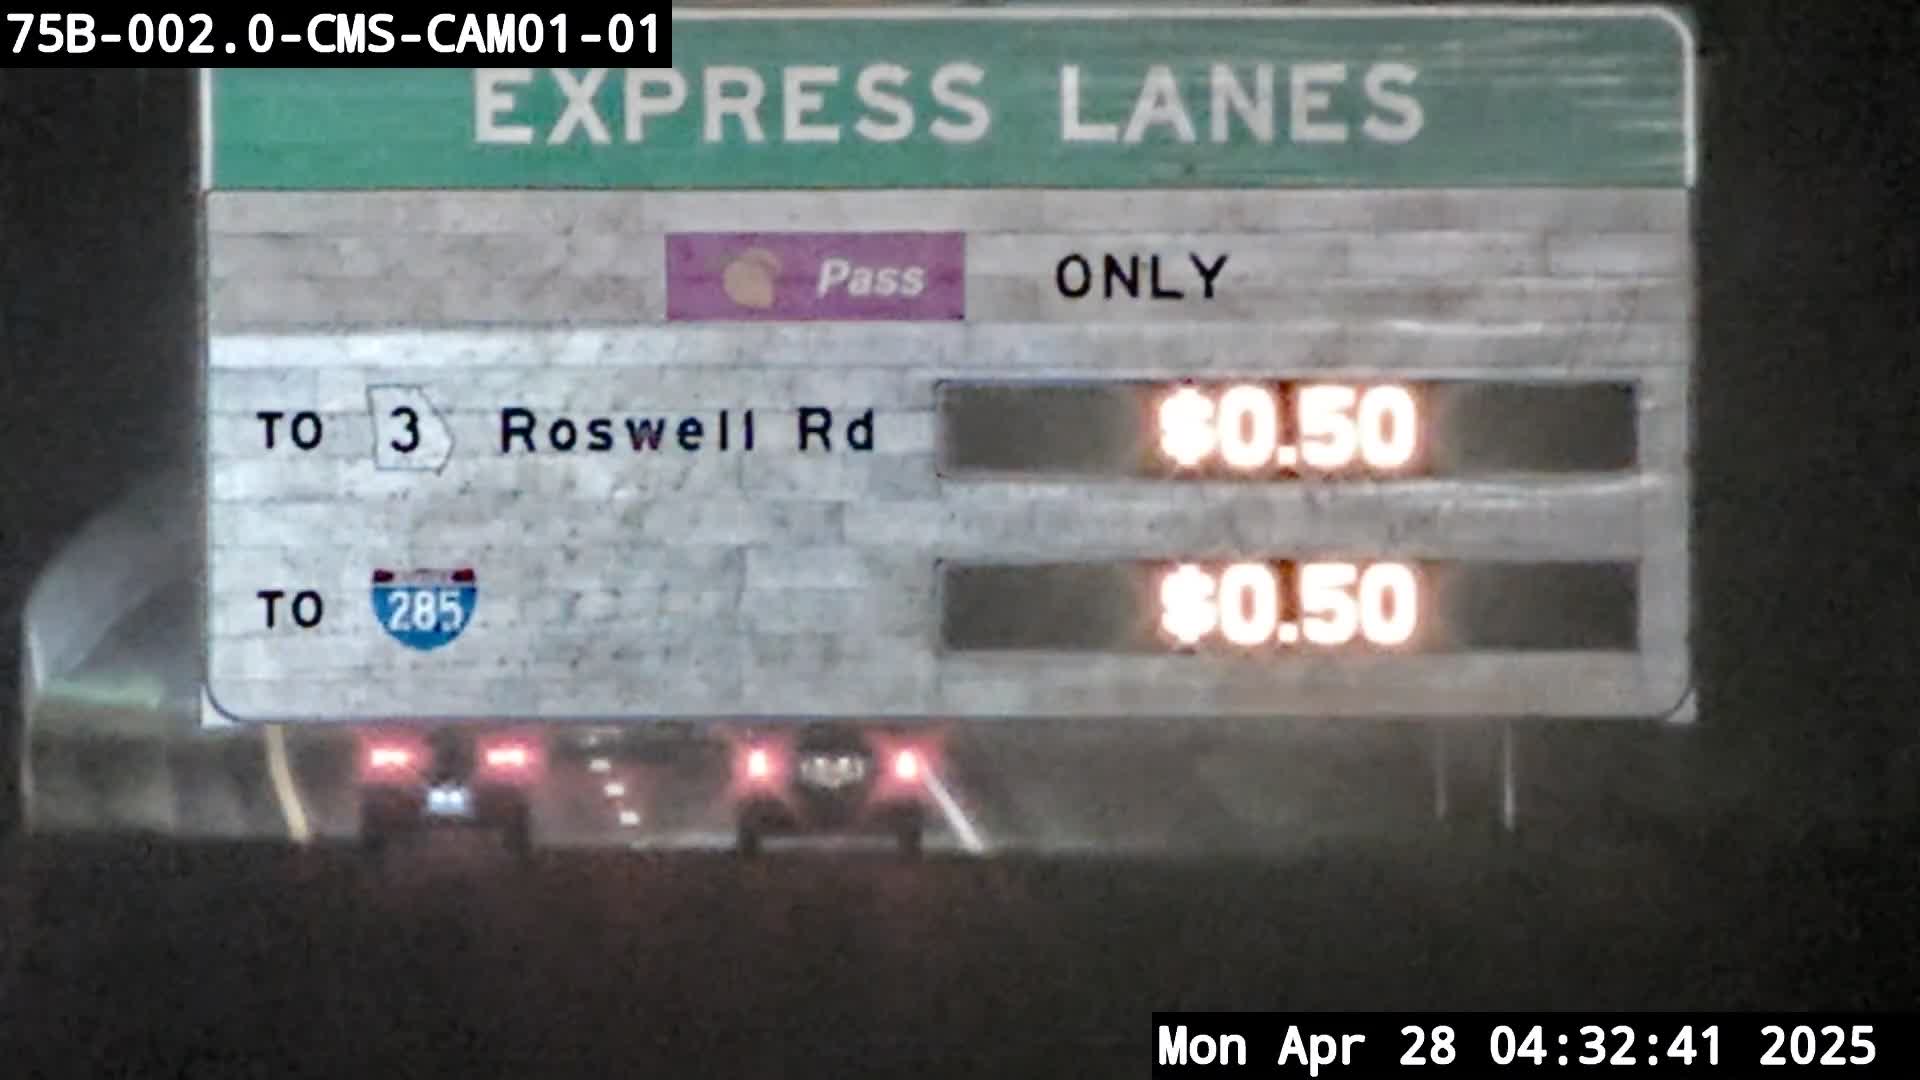 75B-002.0-CMS-CAM01-01
EXPRESS LANES
Pass ONLY
TO 3 Roswell Rd $0.50
TO 285 $0.50
Mon Apr 28 04:32:41 2025